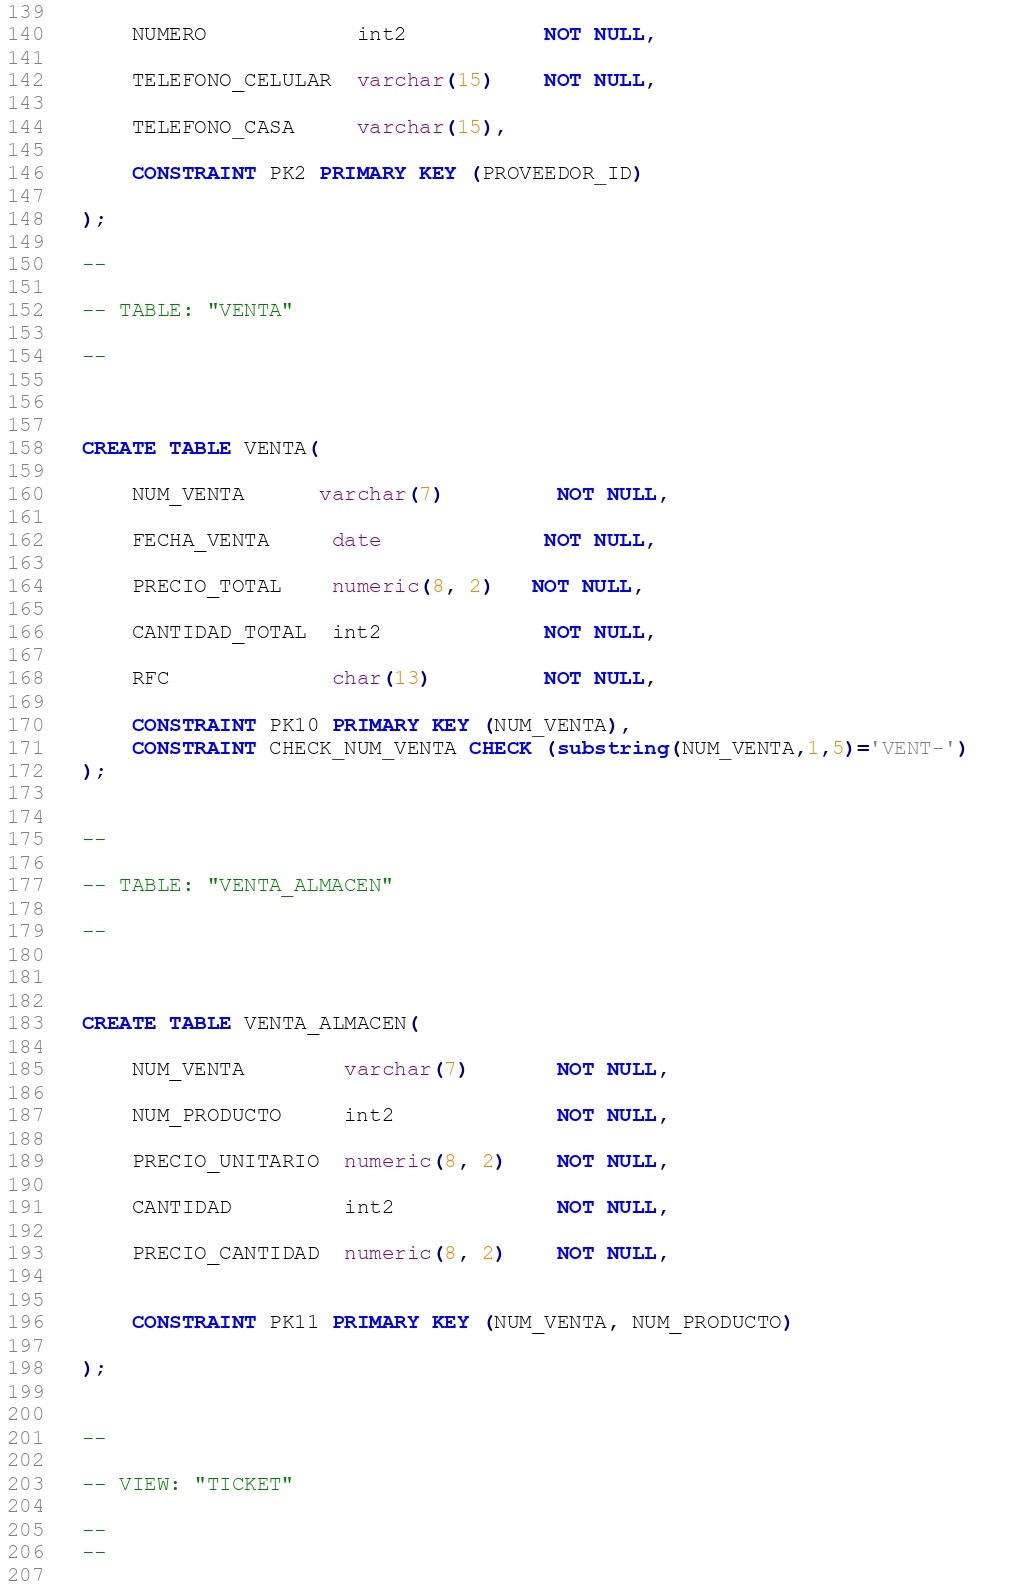 139
140 NUMERO int2 NOT NULL,
141
142 TELEFONO_CELULAR varchar(15) NOT NULL,
143
144 TELEFONO_CASA varchar(15),
145
146 CONSTRAINT PK2 PRIMARY KEY (PROVEEDOR_ID)
147
148 );
149
150 --
151
152 -- TABLE: "VENTA"
153
154 --
155
156
157
158 CREATE TABLE VENTA(
159
160 NUM_VENTA varchar(7) NOT NULL,
161
162 FECHA_VENTA date NOT NULL,
163
164 PRECIO_TOTAL numeric(8, 2) NOT NULL,
165
166 CANTIDAD_TOTAL int2 NOT NULL,
167
168 RFC char(13) NOT NULL,
169
170 CONSTRAINT PK10 PRIMARY KEY (NUM_VENTA),
171 CONSTRAINT CHECK_NUM_VENTA CHECK (substring(NUM_VENTA,1,5)='VENT-')
172 );
173
174
175 --
176
177 -- TABLE: "VENTA_ALMACEN"
178
179 --
180
181
182
183 CREATE TABLE VENTA_ALMACEN(
184
185 NUM_VENTA varchar(7) NOT NULL,
186
187 NUM_PRODUCTO int2 NOT NULL,
188
189 PRECIO_UNITARIO numeric(8, 2) NOT NULL,
190
191 CANTIDAD int2 NOT NULL,
192
193 PRECIO_CANTIDAD numeric(8, 2) NOT NULL,
194
195
196 CONSTRAINT PK11 PRIMARY KEY (NUM_VENTA, NUM_PRODUCTO)
197
198 );
199
200
201 --
202
203 -- VIEW: "TICKET"
204
205 --
206 --
207